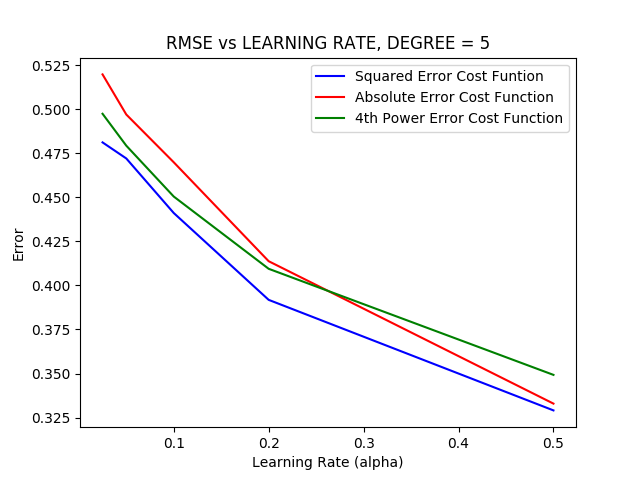 RMSE vs LEARNING RATE, DEGREE = 5
Squared Error Cost Funtion
Absolute Error Cost Function
4th Power Error Cost Function
0.525
0.500
0.475
0.450
0.425
0.400
0.375
0.350
0.325
Error
0.1
0.2
0.3
0.4
0.5
Learning Rate (alpha)